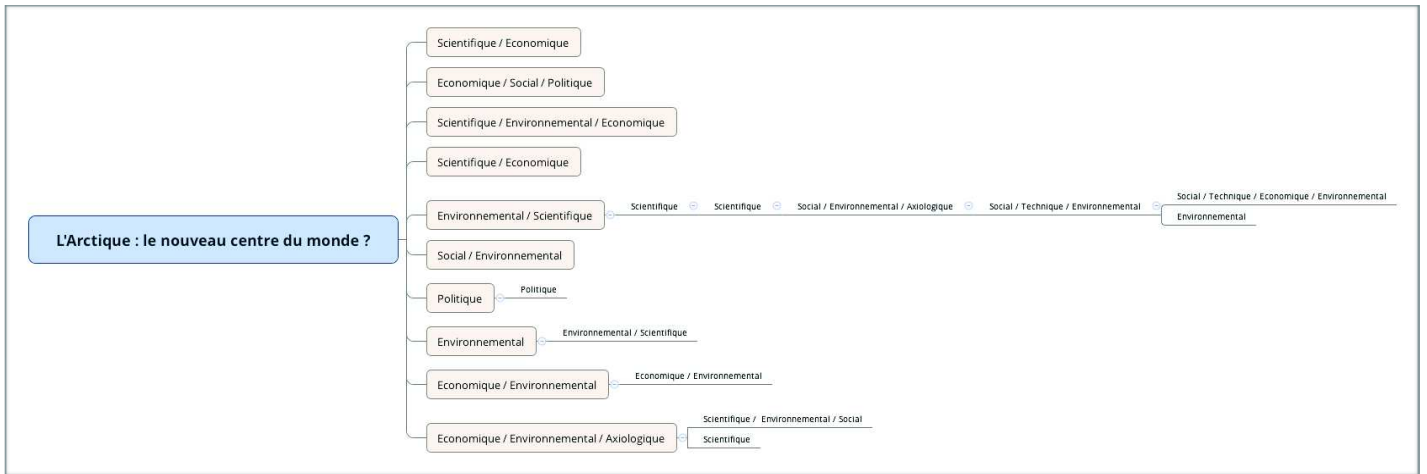 L'Arctique : le nouveau centre du monde ?
Scientifique / Economique
Economique / Social / Politique
Scientifique / Environnemental / Economique
Scientifique / Economique
Environnemental / Scientifique
Scientifique
Scientifique
Social / Environnemental / Axiologique
Social / Technique / Environnemental
Social / Technique / Economique / Environnemental
Environnemental
Social / Environnemental
Politique
Politique
Environnemental
Environnemental / Scientifique
Economique / Environnemental
Economique / Environnemental
Economique / Environnemental / Axiologique
Scientifique / Environnemental / Social
Scientifique